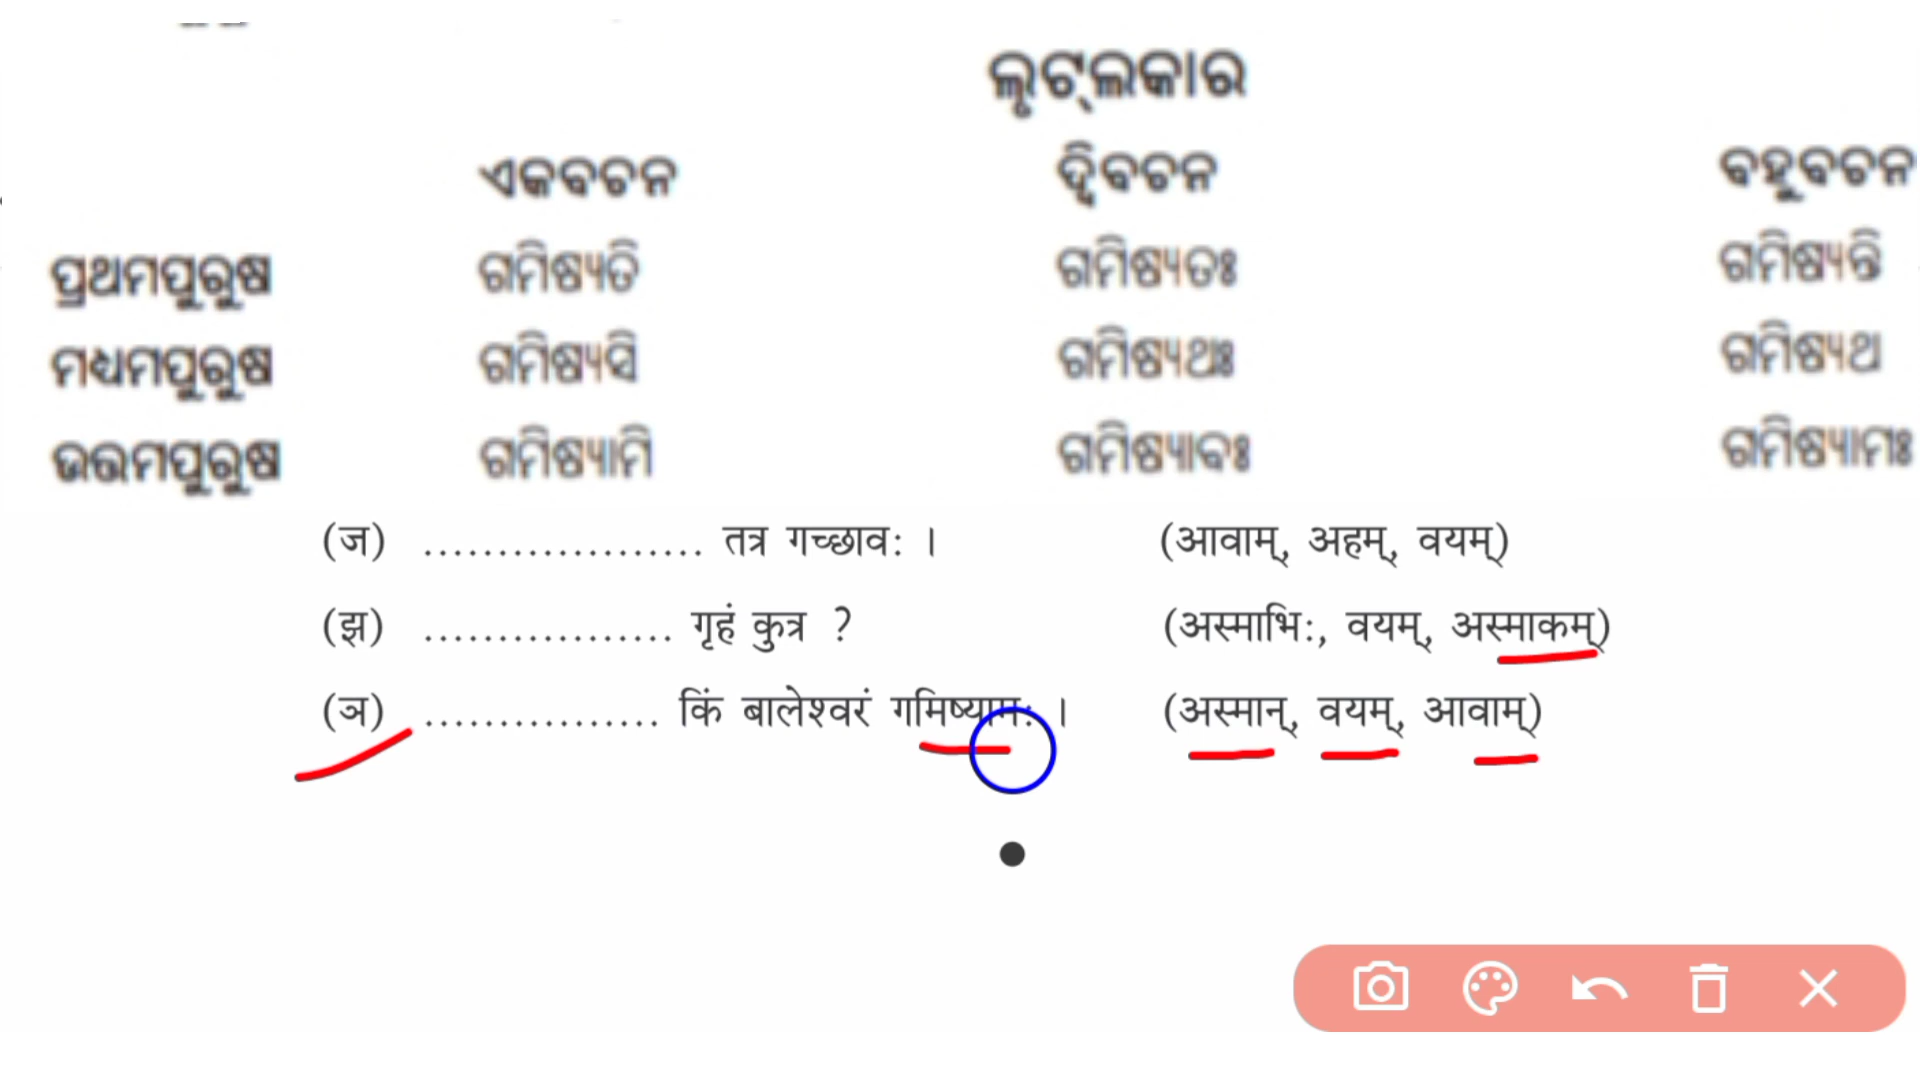 ଲୃଟ୍‌ଲକାର
ଏକବଚନ ଦ୍ୱିବଚନ ବହୁବଚନ
ପ୍ରଥମପୁରୁଷ ଗମିଷ୍ୟତି ଗମିଷ୍ୟତଃ ଗମିଷ୍ୟନ୍ତି
ମଧ୍ୟମପୁରୁଷ ଗମିଷ୍ୟସି ଗମିଷ୍ୟଥଃ ଗମିଷ୍ୟଥ
ଉତ୍ତମପୁରୁଷ ଗମିଷ୍ୟାମି ଗମିଷ୍ୟାବଃ ଗମିଷ୍ୟାମଃ
(ज) ................... तत्र गच्छावः । (आवाम्, अहम्, वयम्)
(झ) ................. गृहं कुत्र ? (अस्माभिः, वयम्, अस्माकम्)
(ञ) ................ किं बालेश्वरं गमिष्यामः । (अस्मान्, वयम्, आवाम्)